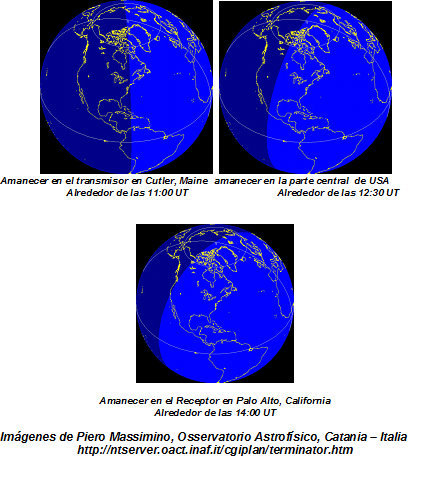 Amanecer en el transmisor en Cutler, Maine
Alrededor de las 11:00 UT
amanecer en la parte central de USA
Alrededor de las 12:30 UT
Amanecer en el Receptor en Palo Alto, California
Alrededor de las 14:00 UT
Imágenes de Piero Massimino, Osservatorio Astrofísico, Catania – Italia
http://ntserver.oact.inaf.it/cgiplan/terminator.htm